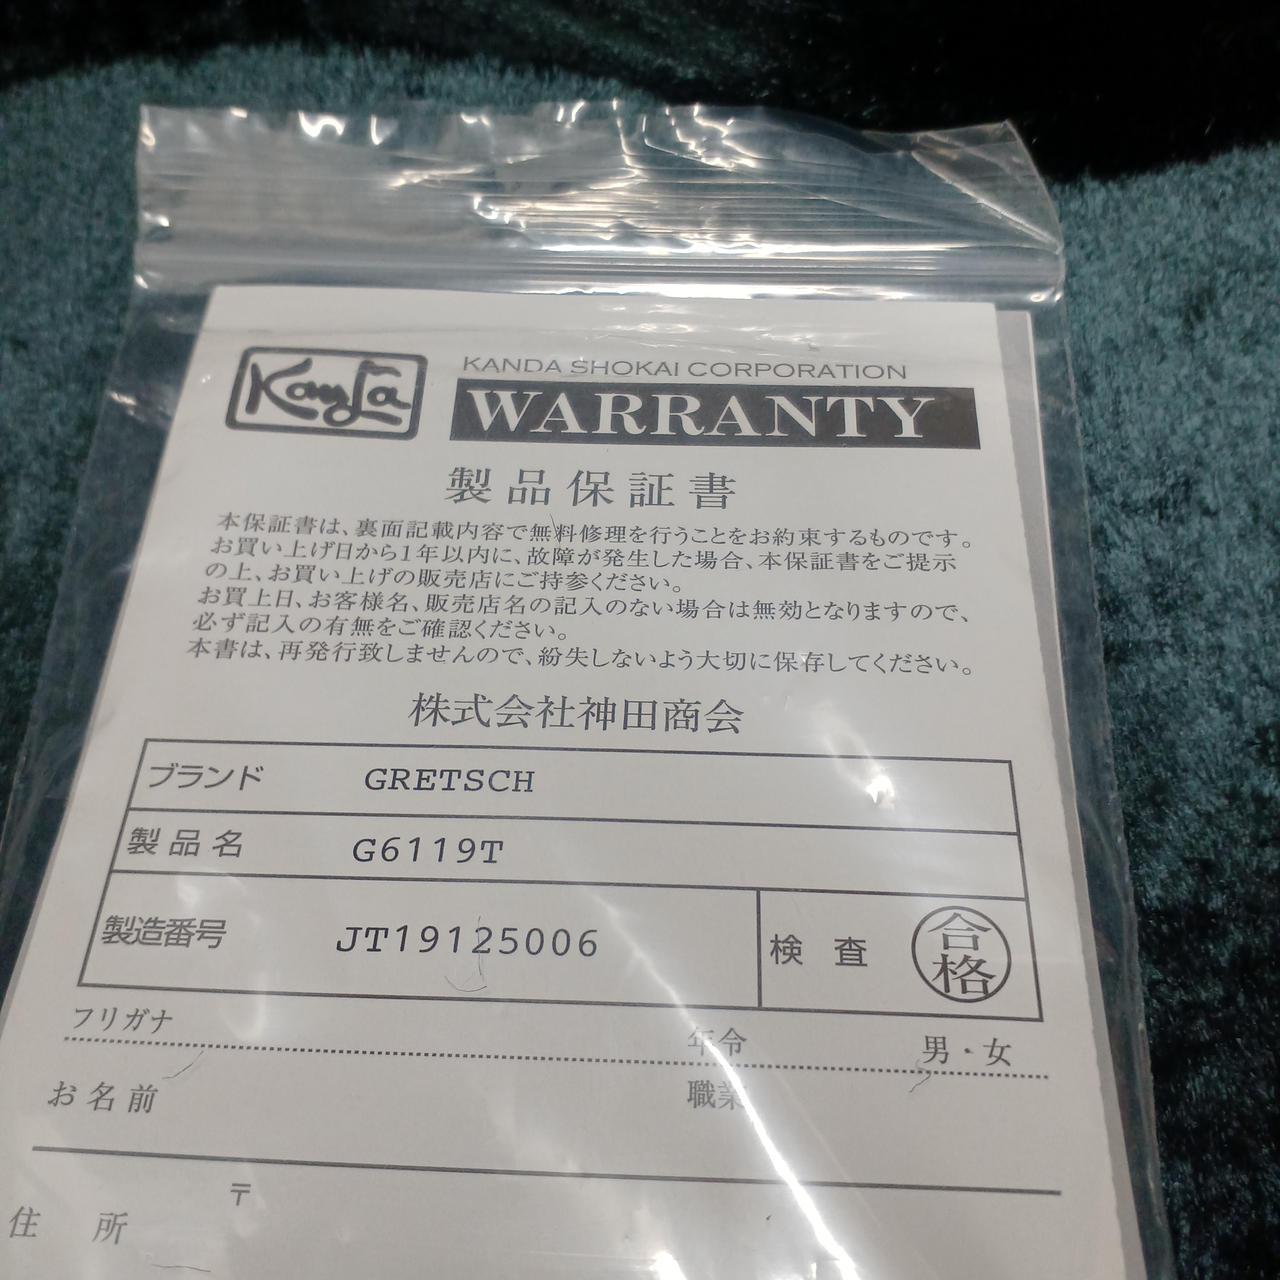 Kanda
KANDA SHOKAI CORPORATION
WARRANTY
製品保証書
本保証書は、裏面記載内容で無料修理を行うことをお約束するものです。
お買い上げ日から1年以内に、故障が発生した場合、本保証書をご提示
の上、お買い上げの販売店にご持参ください。
お買上日、お客様名、販売店名の記入のない場合は無効となりますので、
必ず記入の有無をご確認ください。
本書は、再発行致しませんので、紛失しないよう大切に保存してください。
株式会社神田商会
ブランド GRETSCH
製品名 G6119T
製造番号 JT19125006 検査 合格
フリガナ 年令 男・女
お名前 職業
〒
住所